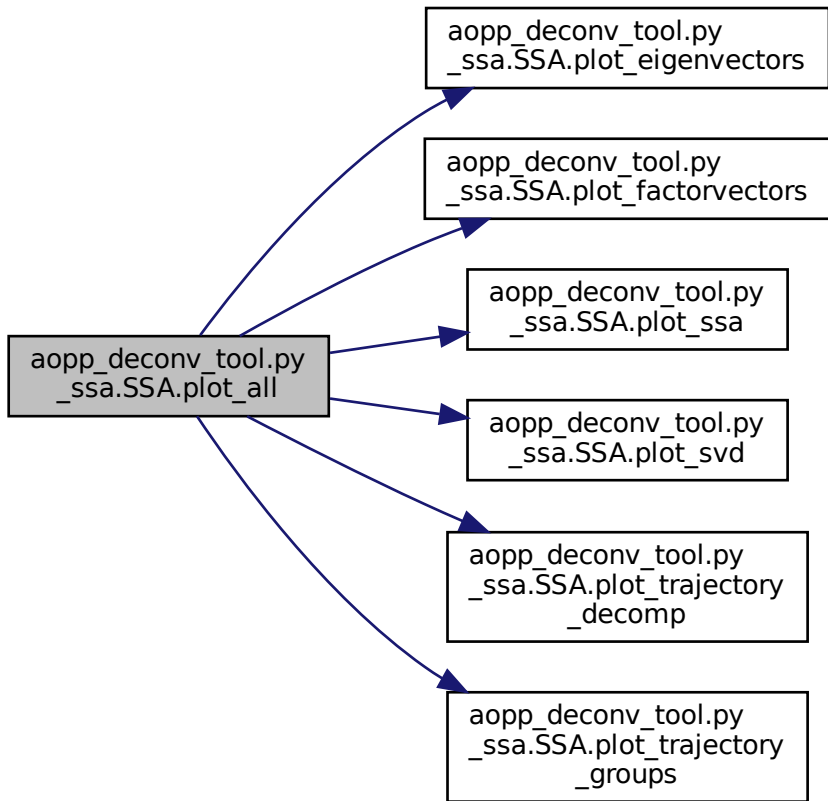 aopp_deconv_tool.py
_ssa.SSA.plot_eigenvectors
aopp_deconv_tool.py
_ssa.SSA.plot_factorvectors
aopp_deconv_tool.py
_ssa.SSA.plot_ssa
aopp_deconv_tool.py
_ssa.SSA.plot_all
aopp_deconv_tool.py
_ssa.SSA.plot_svd
aopp_deconv_tool.py
_ssa.SSA.plot_trajectory
_decomp
aopp_deconv_tool.py
_ssa.SSA.plot_trajectory
_groups